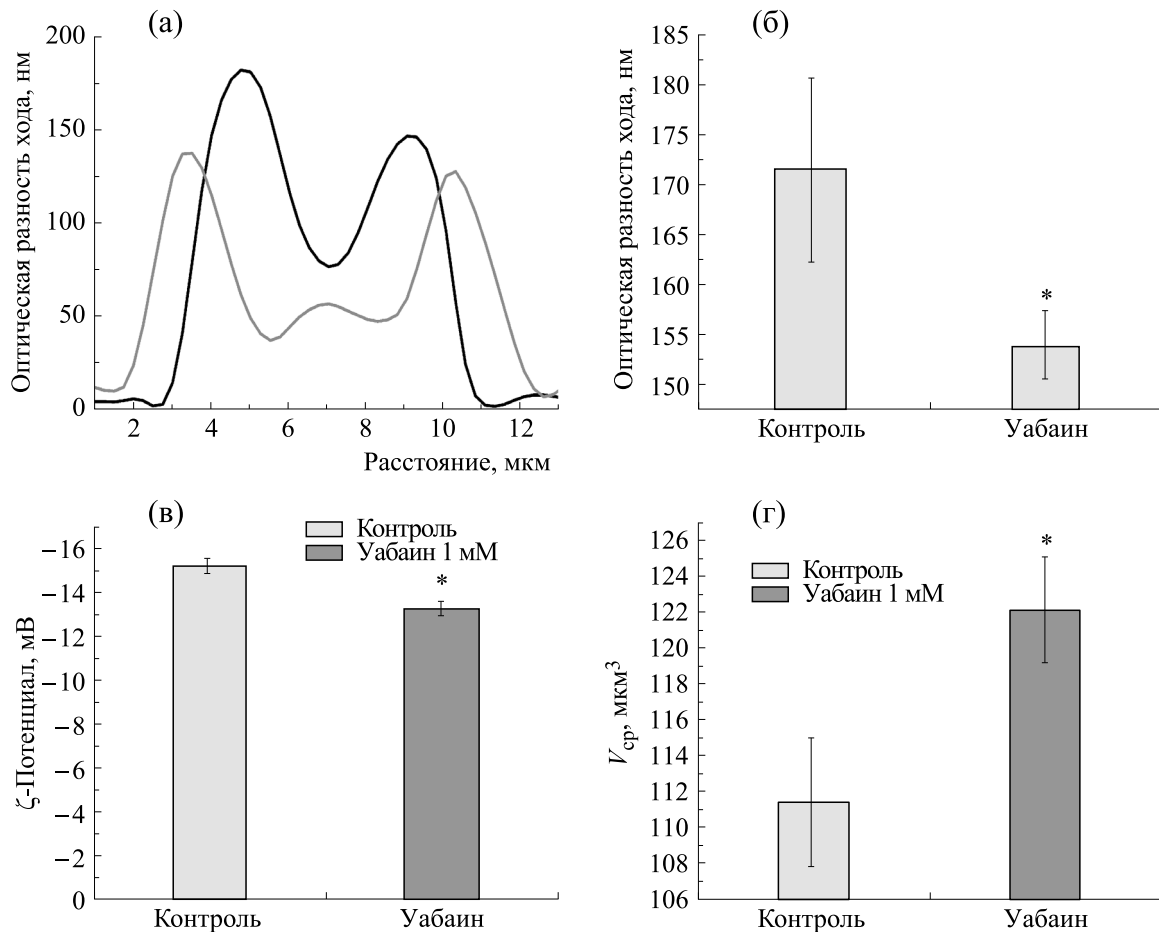 (а)
Оптическая разность хода, нм
200
150
100
50
0
2 4 6 8 10 12
Расстояние, мкм
(б)
Оптическая разность хода, нм
185
180
175
170
165
160
155
150
*
Контроль Уабаин
(в)
ζ-Потенциал, мВ
−16
−14
−12
−10
−8
−6
−4
−2
0
Контроль
Уабаин 1 мМ
*
Контроль Уабаин
(г)
Vср, мкм³
126
124
122
120
118
116
114
112
110
108
106
Контроль
Уабаин 1 мМ
*
Контроль Уабаин